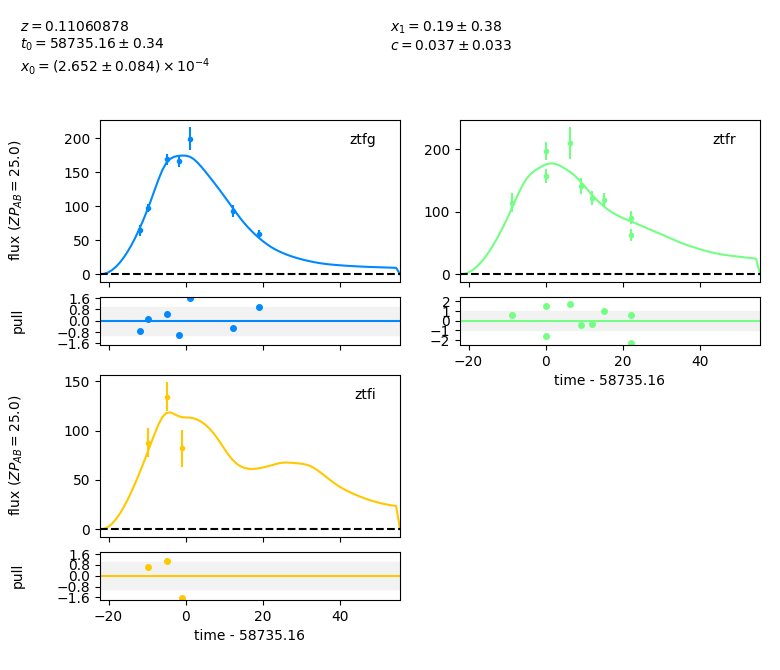 z = 0.11060878
t₀ = 58735.16 ± 0.34
x₀ = (2.652 ± 0.084) × 10⁻⁴
x₁ = 0.19 ± 0.38
c = 0.037 ± 0.033
ztfg
flux (ZP_AB = 25.0)
200
150
100
50
0
ztfr
200
100
0
pull
1.6
0.8
0.0
−0.8
−1.6
2
1
0
−1
−2
−20 0 20 40
time - 58735.16
ztfi
flux (ZP_AB = 25.0)
150
100
50
0
pull
1.6
0.8
0.0
−0.8
−1.6
−20 0 20 40
time - 58735.16